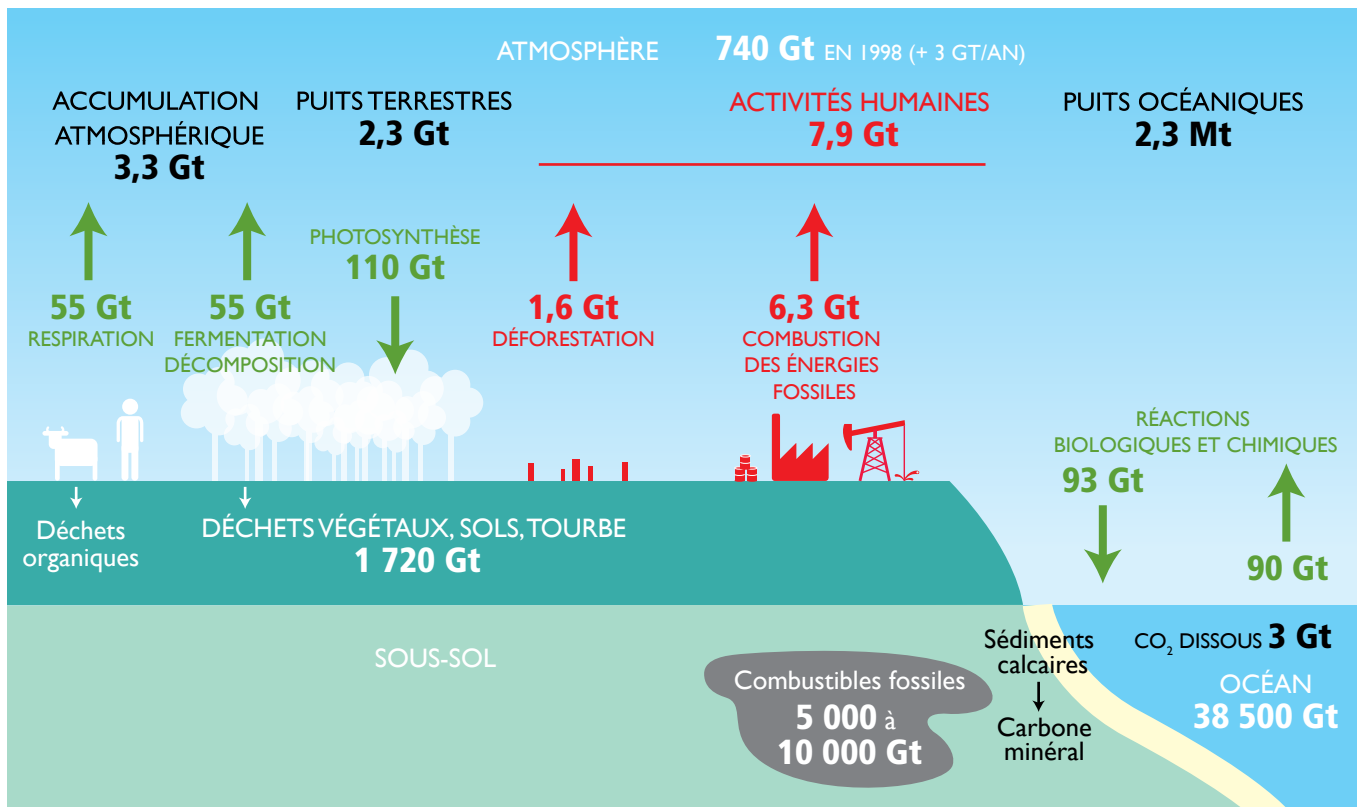 ATMOSPHÈRE 740 Gt EN 1998 (+ 3 GT/AN)
ACCUMULATION
ATMOSPHÉRIQUE
3,3 Gt
PUITS TERRESTRES
2,3 Gt
ACTIVITÉS HUMAINES
7,9 Gt
PUITS OCÉANIQUES
2,3 Mt
55 Gt
RESPIRATION
55 Gt
FERMENTATION
DÉCOMPOSITION
PHOTOSYNTHÈSE
110 Gt
1,6 Gt
DÉFORESTATION
6,3 Gt
COMBUSTION
DES ÉNERGIES
FOSSILES
RÉACTIONS
BIOLOGIQUES ET CHIMIQUES
93 Gt
90 Gt
Déchets
organiques
DÉCHETS VÉGÉTAUX, SOLS, TOURBE
1 720 Gt
SOUS-SOL
Combustibles fossiles
5 000 à
10 000 Gt
Sédiments
calcaires
Carbone
minéral
CO₂ DISSOUS 3 Gt
OCÉAN
38 500 Gt